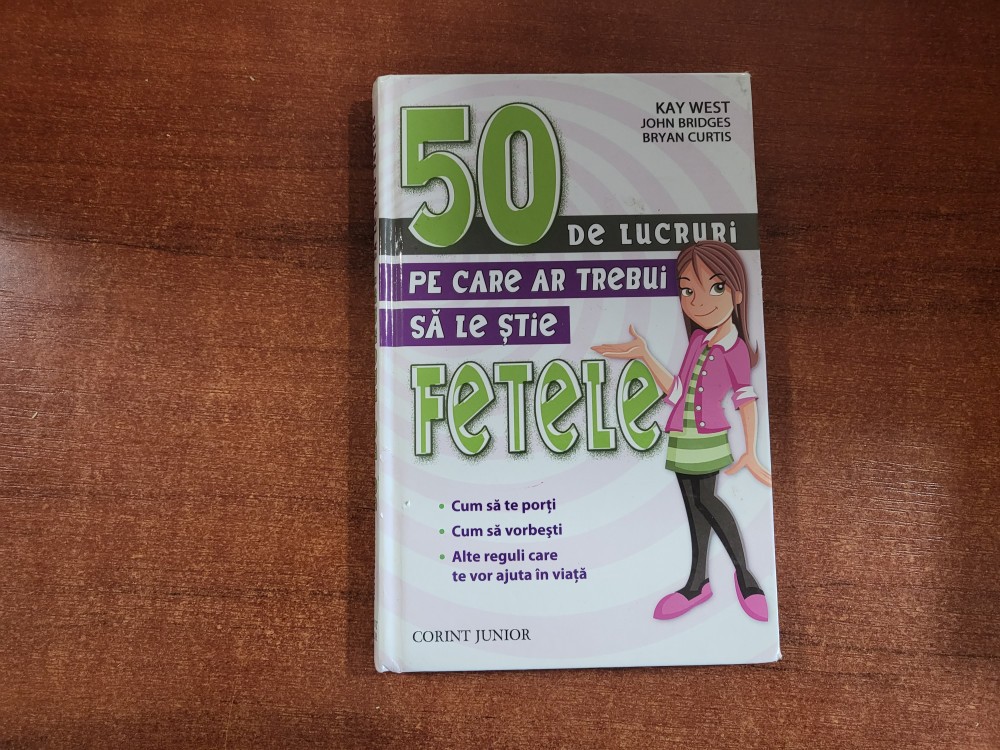 KAY WEST
JOHN BRIDGES
BRYAN CURTIS
50
DE LUCRURI
PE CARE AR TREBUI
SĂ LE ȘTIE
FETELE
• Cum să te porți
• Cum să vorbești
• Alte reguli care
te vor ajuta în viață
CORINT JUNIOR